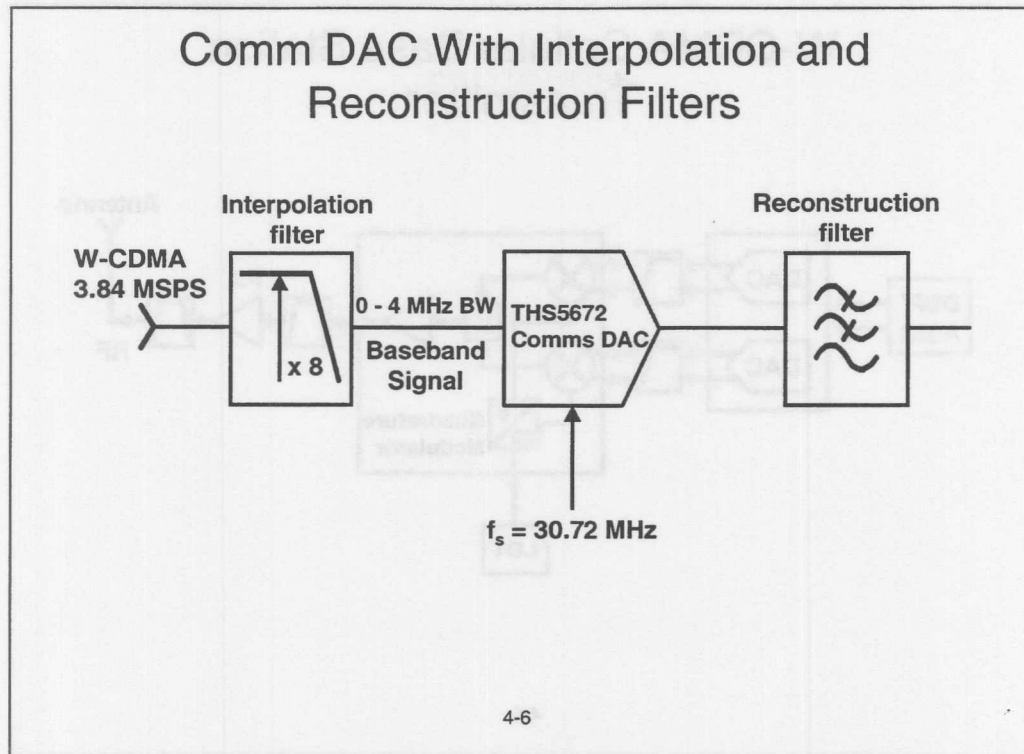 Comm DAC With Interpolation and
Reconstruction Filters
Interpolation
filter
Reconstruction
filter
W-CDMA
3.84 MSPS
x 8
0 - 4 MHz BW
Baseband
Signal
THS5672
Comms DAC
fs = 30.72 MHz
4-6